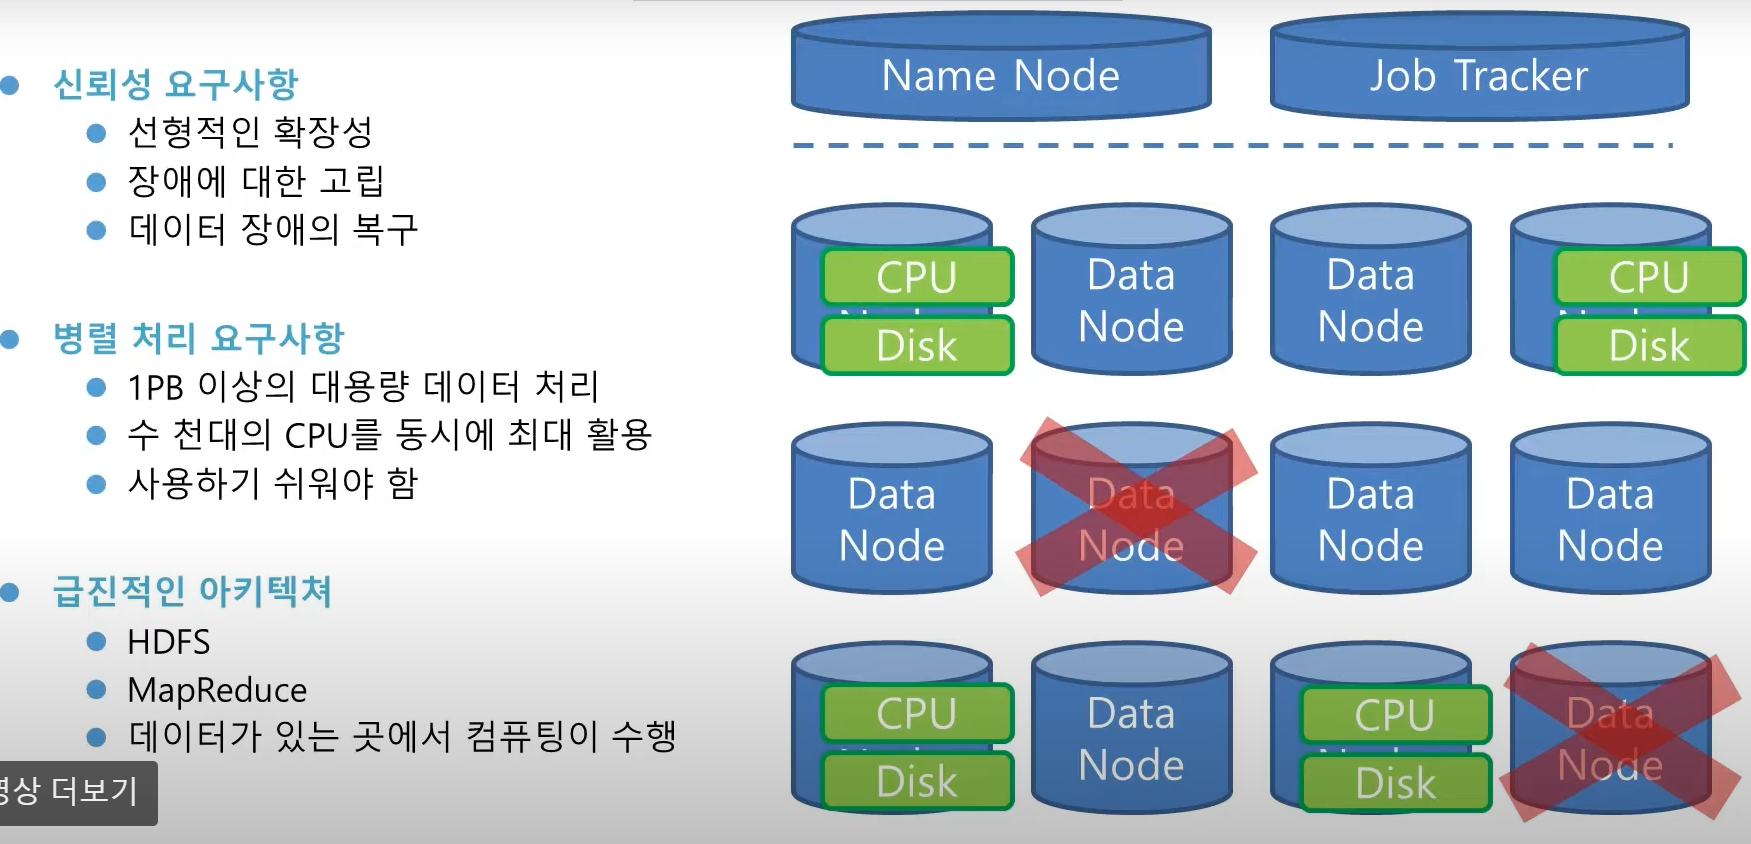 신뢰성 요구사항
선형적인 확장성
장애에 대한 고립
데이터 장애의 복구
병렬 처리 요구사항
1PB 이상의 대용량 데이터 처리
수 천대의 CPU를 동시에 최대 활용
사용하기 쉬워야 함
급진적인 아키텍쳐
HDFS
MapReduce
데이터가 있는 곳에서 컴퓨팅이 수행
영상 더보기
Name Node
Job Tracker
CPU
Disk
Data
Node
Data
Node
CPU
Disk
Data
Node
Data
Node
Data
Node
Data
Node
CPU
Disk
Data
Node
CPU
Disk
Data
Node